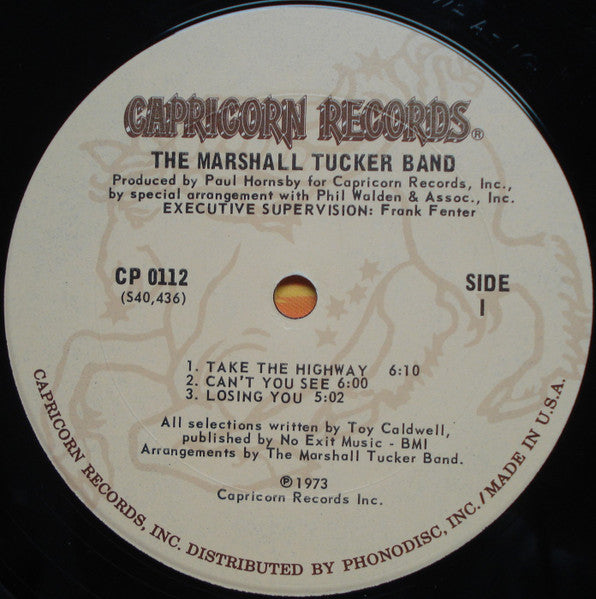 CAPRICORN RECORDS®
THE MARSHALL TUCKER BAND
Produced by Paul Hornsby for Capricorn Records, Inc.,
by special arrangement with Phil Walden & Assoc., Inc.
EXECUTIVE SUPERVISION: Frank Fenter
CP 0112
(S40,436)
SIDE
I
1. TAKE THE HIGHWAY 6:10
2. CAN'T YOU SEE 6:00
3. LOSING YOU 5:02
All selections written by Toy Caldwell,
published by No Exit Music - BMI
Arrangements by The Marshall Tucker Band.
℗ 1973
Capricorn Records Inc.
CAPRICORN RECORDS, INC. DISTRIBUTED BY PHONODISC, INC./MADE IN U.S.A.